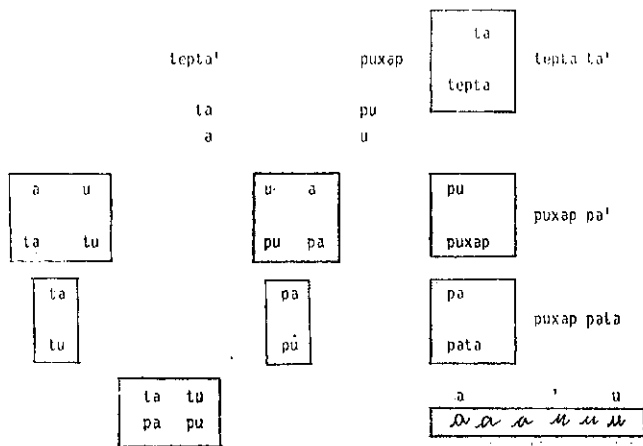 ta
tepta' puxap tepta ta'
tepta
ta pu
a u
a u u a pu
puxap pa'
ta tu pu pa puxap
ta pa pa
puxap pata
tu pu pata
ta tu
a ' u
pa pu a a a u u u